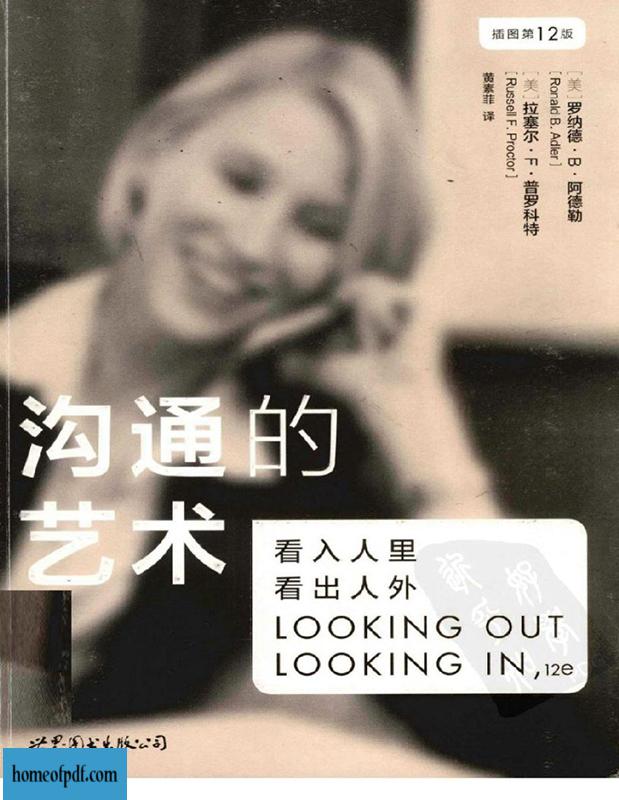 插图第12版
[美]罗纳德·B·阿德勒
[Ronald B. Adler]
[美]拉塞尔·F·普罗科特
[Russell F. Proctor]
黄素菲 译
沟通的
艺术
看入人里
看出人外
LOOKING OUT
LOOKING IN,12e
世界图书出版公司
homeofpdf.com